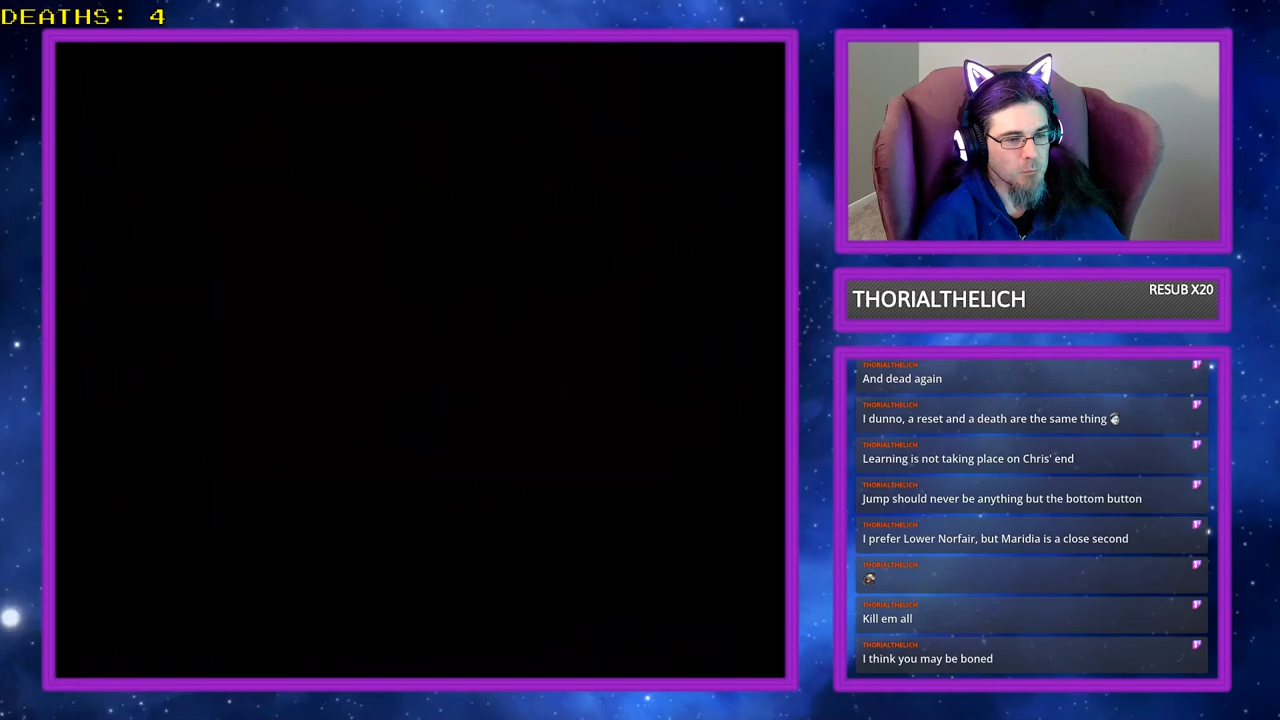 DEATHS: 4
THORIALTHELICH
RESUB X20
THORIALTHELICH
And dead again
THORIALTHELICH
I dunno, a reset and a death are the same thing
THORIALTHELICH
Learning is not taking place on Chris' end
THORIALTHELICH
Jump should never be anything but the bottom button
THORIALTHELICH
I prefer Lower Norfair, but Maridia is a close second
THORIALTHELICH
THORIALTHELICH
Kill em all
THORIALTHELICH
I think you may be boned